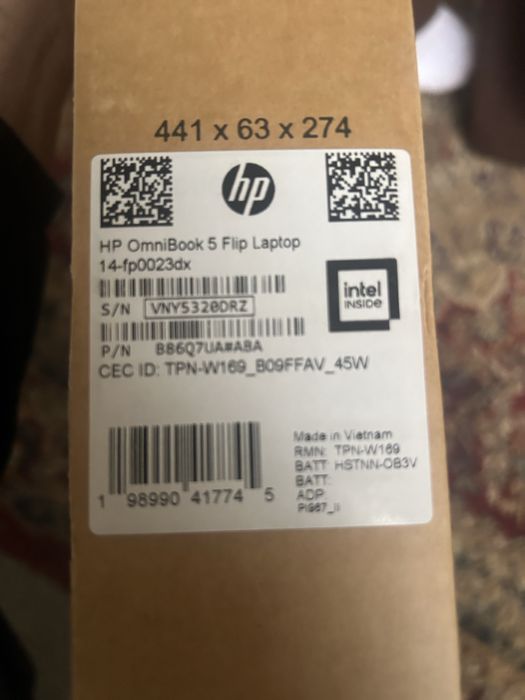 441 x 63 x 274
hp
HP OmniBook 5 Flip Laptop
14-fp0023dx
intel
INSIDE
S/N VNY5320DRZ
P/N B86Q7UA#ABA
CEC ID: TPN-W169_B09FFAV_45W
Made in Vietnam
RMN: TPN-W169
BATT HSTNN-OB3V
BATT:
ADP:
1 98990 41774 5